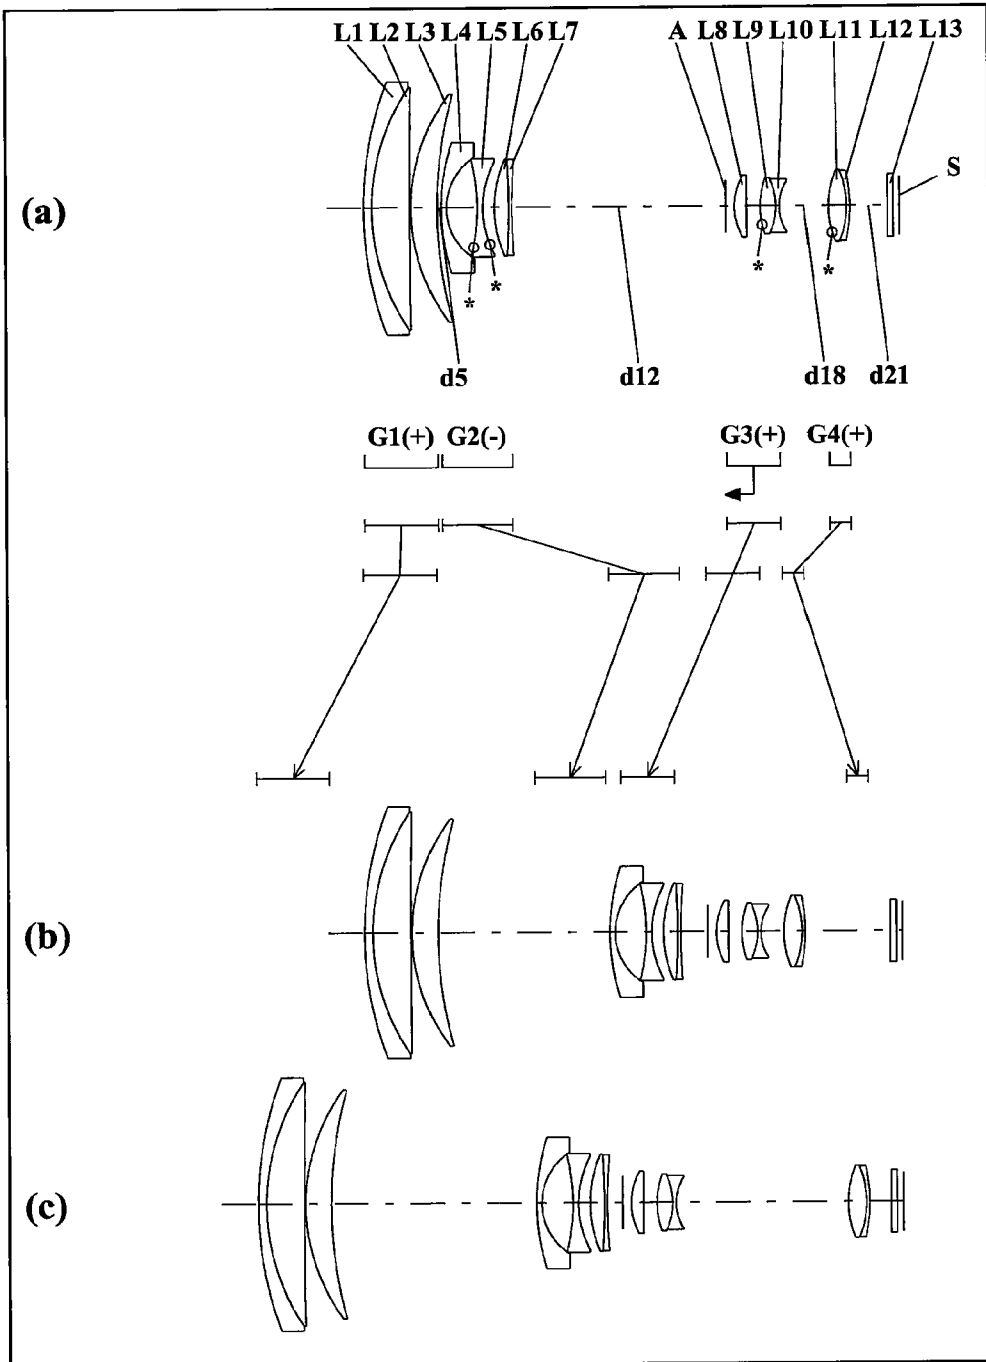 L1 L2 L3 L4 L5 L6 L7 A L8 L9 L10 L11 L12 L13
S
(a)
* * * *
d5 d12 d18 d21
G1(+) G2(-) G3(+) G4(+)
(b)
(c)